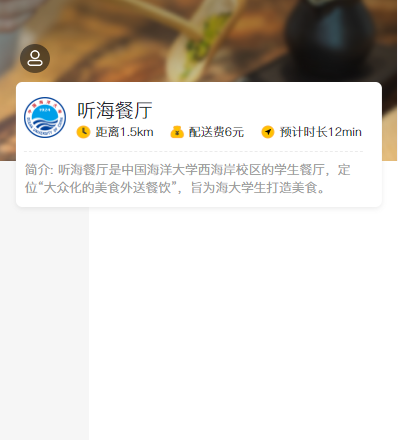 听海餐厅
距离1.5km 配送费6元 预计时长12min
简介: 听海餐厅是中国海洋大学西海岸校区的学生餐厅，定
位“大众化的美食外送餐饮”，旨为海大学生打造美食。